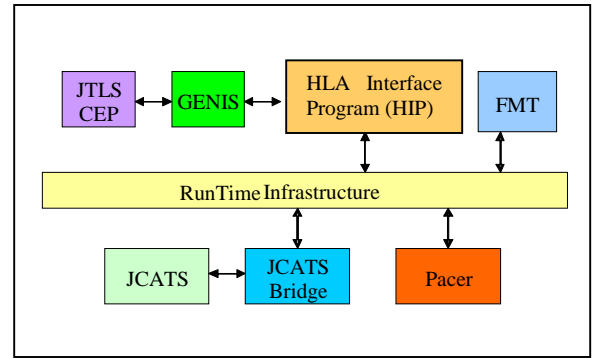 JTLS
CEP
GENIS
HLA Interface
Program (HIP)
FMT
RunTime Infrastructure
JCATS
JCATS
Bridge
Pacer